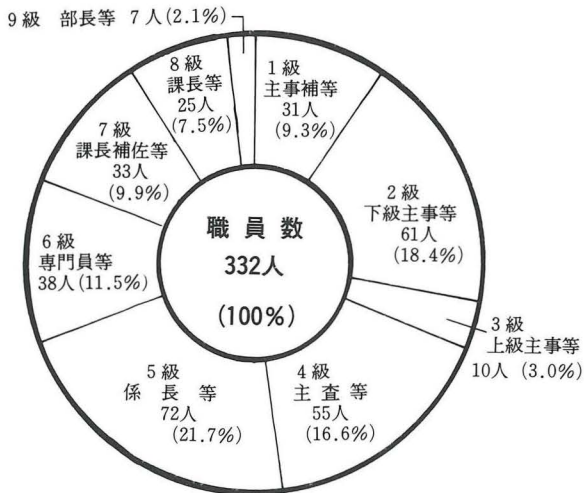 9級 部長等 7人(2.1%)
8級
課長等
25人
(7.5%)
1級
主事補等
31人
(9.3%)
7級
課長補佐等
33人
(9.9%)
2級
下級主事等
61人
(18.4%)
職員数
332人
(100%)
6級
専門員等
38人(11.5%)
3級
上級主事等
10人(3.0%)
5級
係長等
72人
(21.7%)
4級
主査等
55人
(16.6%)